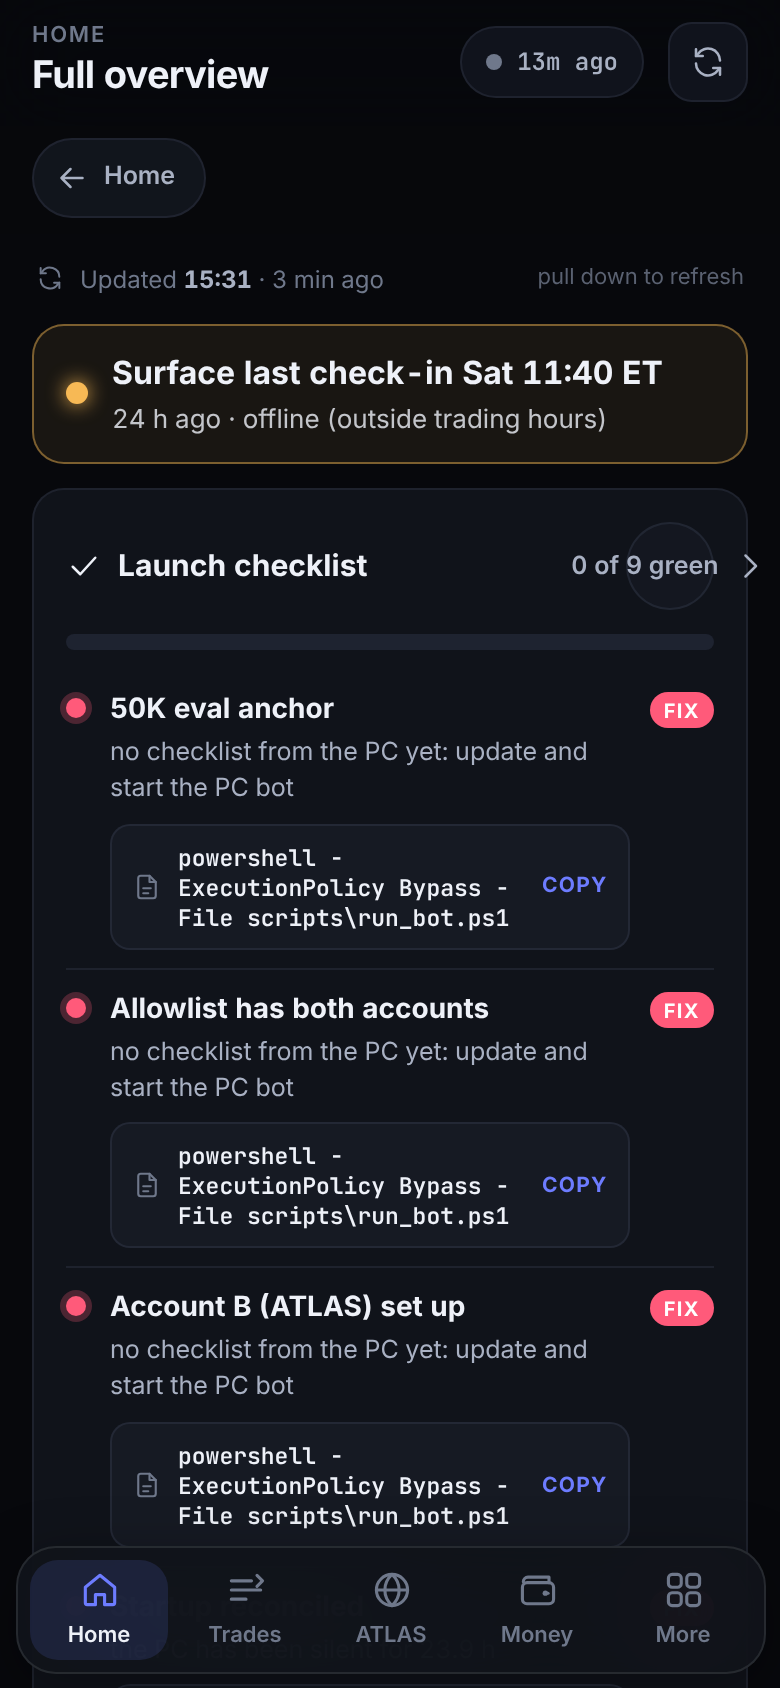 HOME
Full overview
13m ago
Home
Updated 15:31 · 3 min ago
pull down to refresh
Surface last check-in Sat 11:40 ET
24 h ago · offline (outside trading hours)
Launch checklist
0 of 9 green
50K eval anchor
FIX
no checklist from the PC yet: update and
start the PC bot
powershell -
ExecutionPolicy Bypass -
File scripts\run_bot.ps1
COPY
Allowlist has both accounts
FIX
no checklist from the PC yet: update and
start the PC bot
powershell -
ExecutionPolicy Bypass -
File scripts\run_bot.ps1
COPY
Account B (ATLAS) set up
FIX
no checklist from the PC yet: update and
start the PC bot
powershell -
ExecutionPolicy Bypass -
File scripts\run_bot.ps1
COPY
Startup reconciled
Home
Trades
ATLAS
Money
More